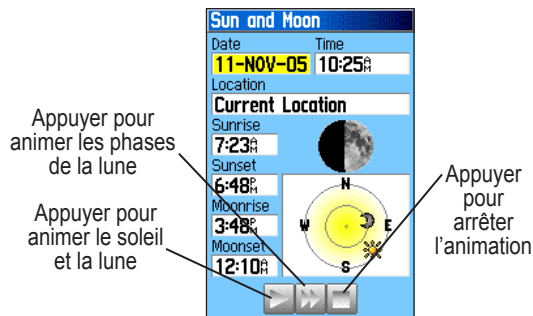 Sun and Moon
Date Time
11-NOV-05 10:25AM
Location
Current Location
Sunrise
7:23AM
Sunset
6:48PM
Moonrise
3:48PM
Moonset
12:10AM
N
W E
S
Appuyer pour
animer les phases
de la lune
Appuyer pour
animer le soleil
et la lune
Appuyer
pour
arrêter
l'animation